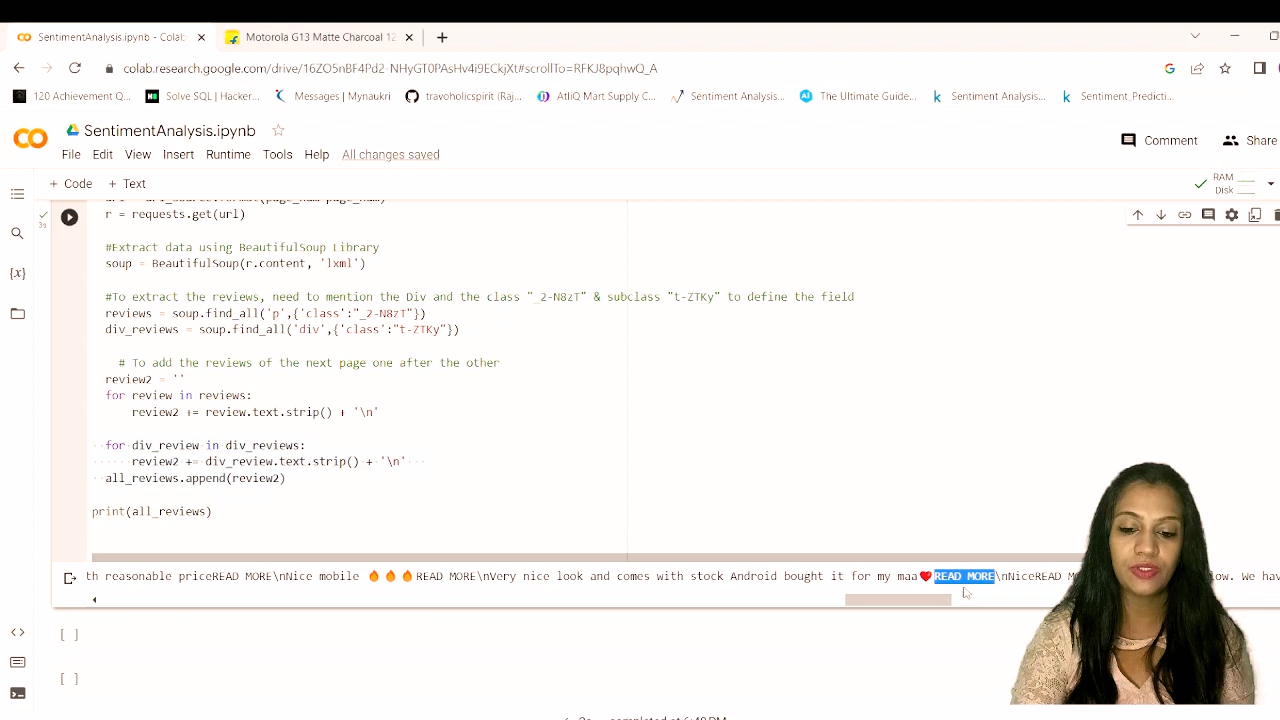 SentimentAnalysis.ipynb - Colab
Motorola G13 Matte Charcoal 12
colab.research.google.com/drive/16ZO5nBF4Pd2-NHyGT0PAsHv4i9ECkjXt#scrollTo=RFKJ8pqhwQ_A
120 Achievement Q...
Solve SQL | Hacker...
Messages | Mynaukri
travoholicspirit (Raj...
AtliQ Mart Supply C...
Sentiment Analysis...
The Ultimate Guide...
Sentiment Analysis...
Sentiment_Predicti...
SentimentAnalysis.ipynb
Comment
Share
File Edit View Insert Runtime Tools Help All changes saved
+ Code + Text
RAM
Disk
r = requests.get(url)
3s
#Extract data using BeautifulSoup Library
soup = BeautifulSoup(r.content, 'lxml')
#To extract the reviews, need to mention the Div and the class "_2-N8zT" & subclass "t-ZTKy" to define the field
reviews = soup.find_all('p',{'class':"_2-N8zT"})
div_reviews = soup.find_all('div',{'class':"t-ZTKy"})
# To add the reviews of the next page one after the other
review2 = ''
for review in reviews:
review2 += review.text.strip() + '\n'
for div_review in div_reviews:
review2 += div_review.text.strip() + '\n'
all_reviews.append(review2)
print(all_reviews)
th reasonable priceREAD MORE\nNice mobile 🔥🔥🔥READ MORE\nVery nice look and comes with stock Android bought it for my maa❤️READ MORE\nNiceREAD We hav
[ ]
[ ]